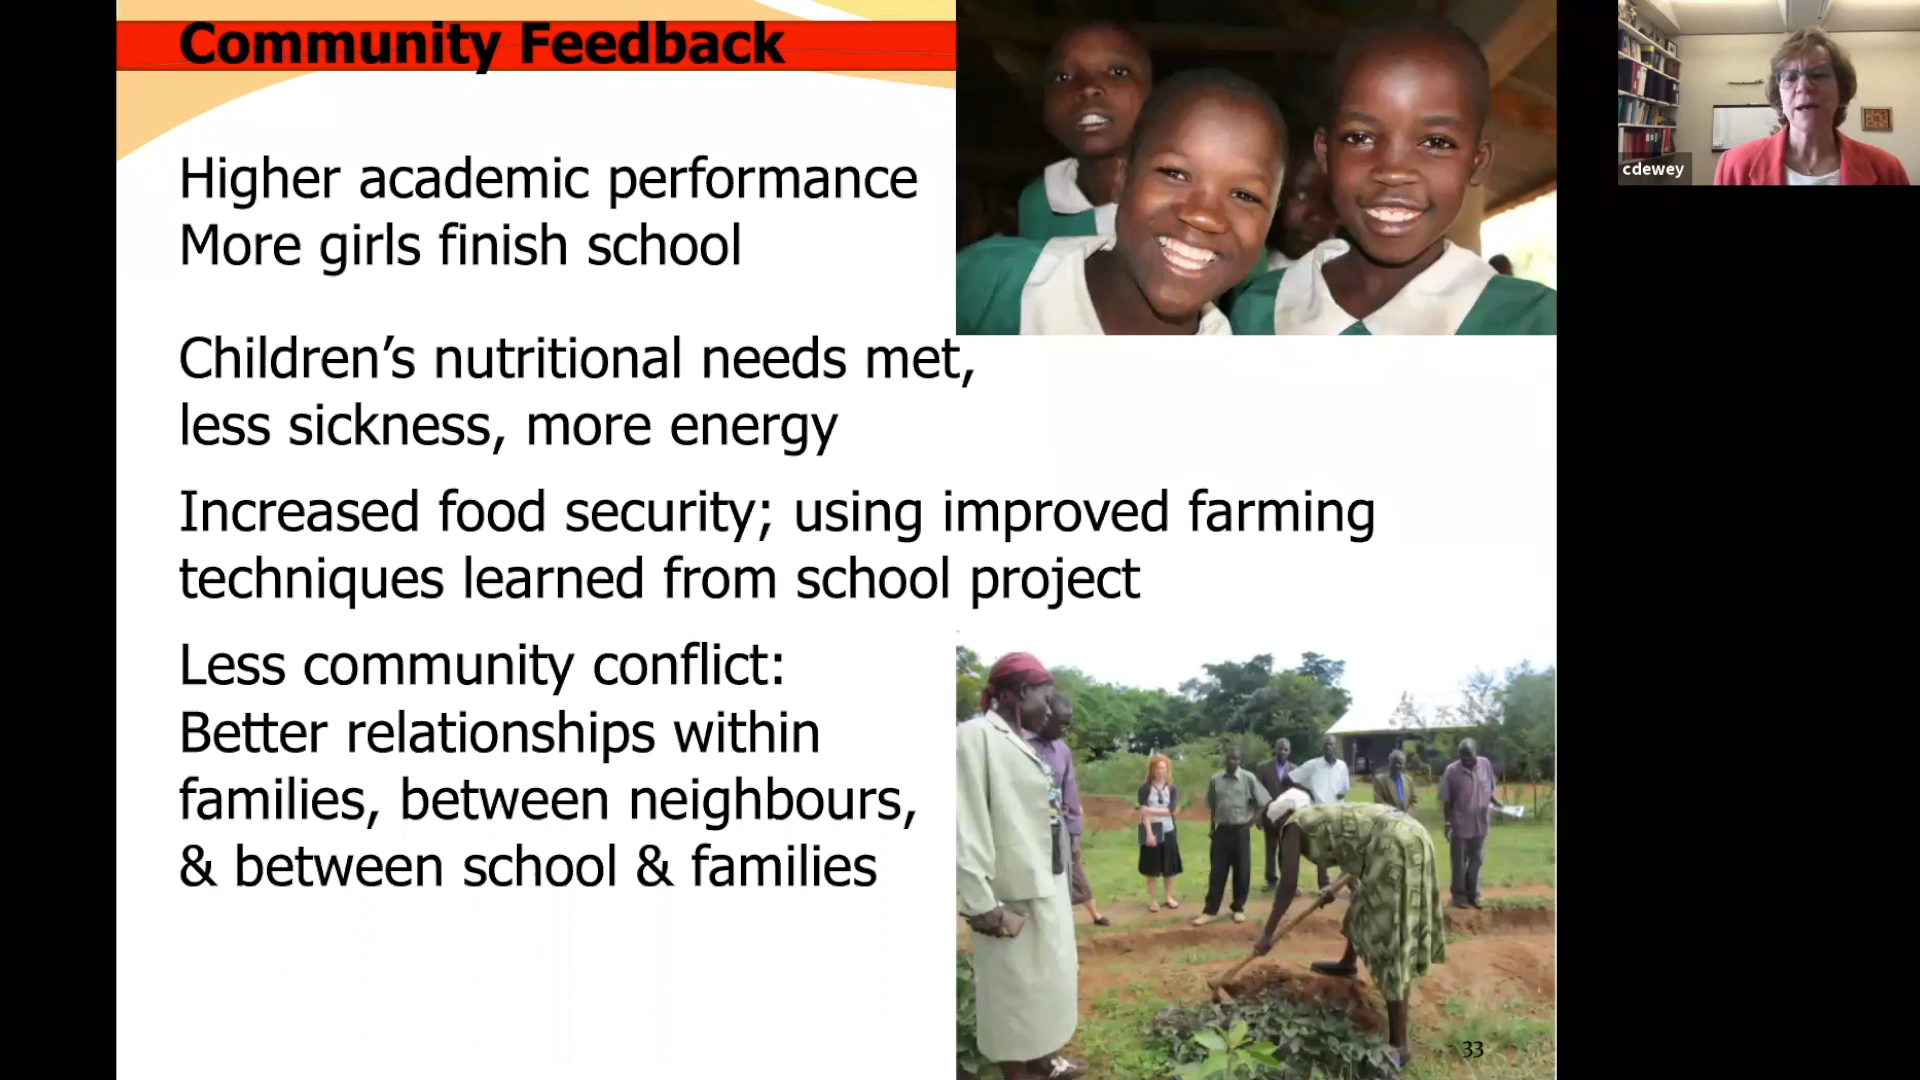 Community Feedback
Higher academic performance
More girls finish school
Children’s nutritional needs met,
less sickness, more energy
Increased food security; using improved farming
techniques learned from school project
Less community conflict:
Better relationships within
families, between neighbours,
& between school & families
33
cdewey